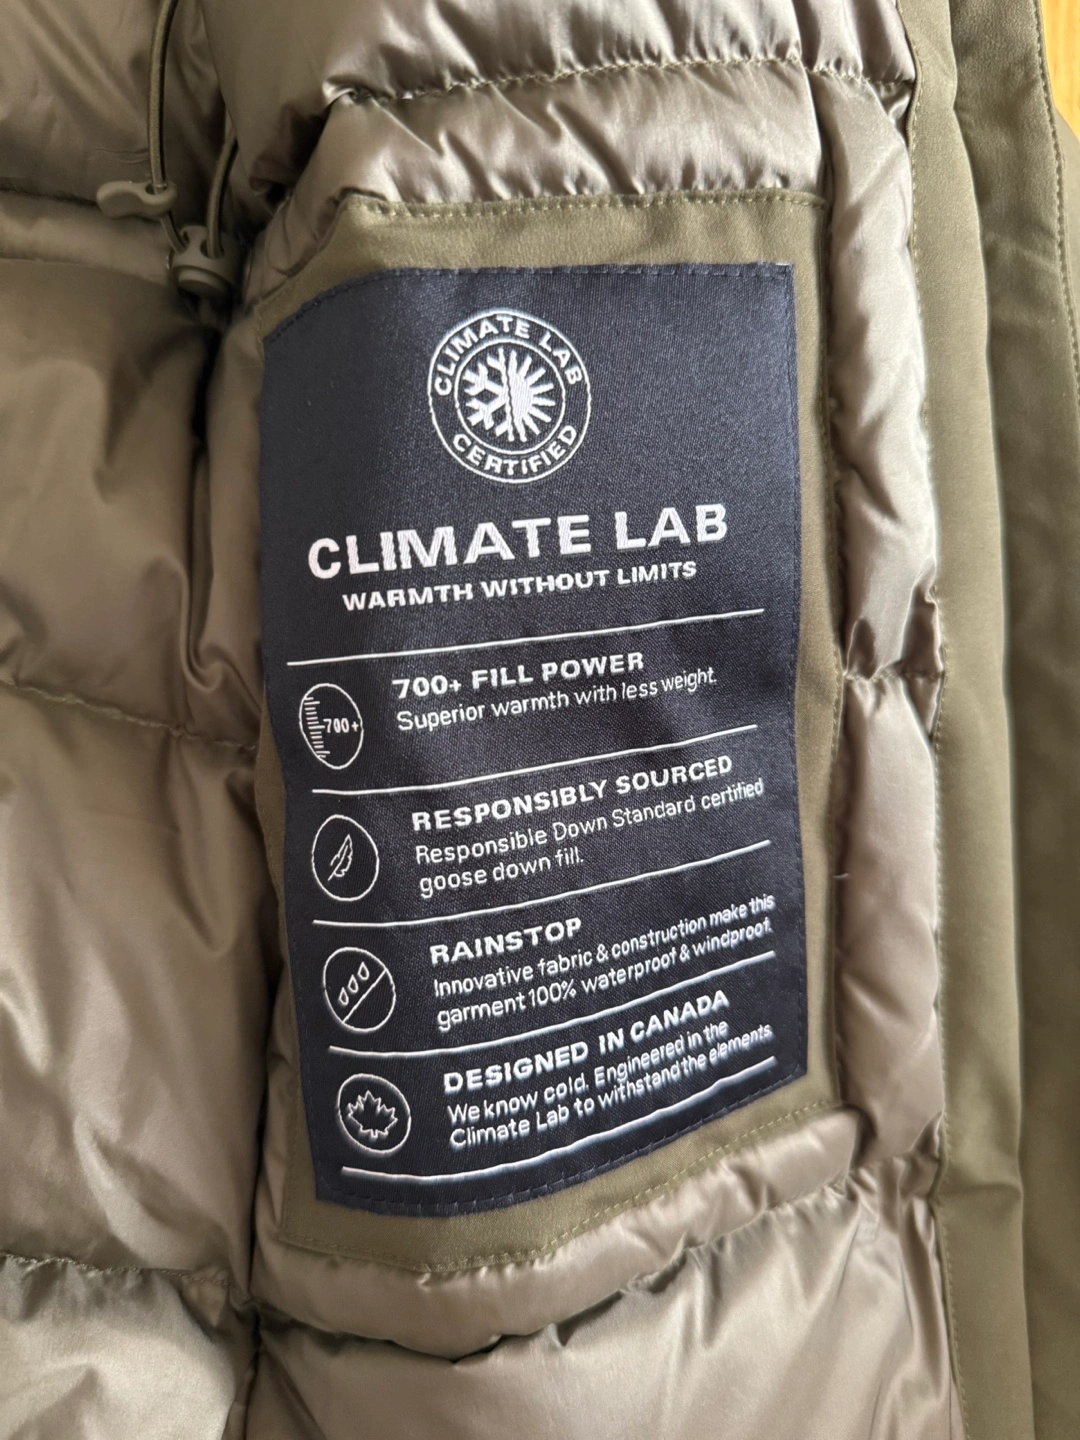 CLIMATE LAB
CERTIFIED
CLIMATE LAB
WARMTH WITHOUT LIMITS
700+
700+ FILL POWER
Superior warmth with less weight.
RESPONSIBLY SOURCED
Responsible Down Standard certified
goose down fill.
RAINSTOP
Innovative fabric & construction make this
garment 100% waterproof & windproof.
DESIGNED IN CANADA
We know cold. Engineered in the
Climate Lab to withstand the elements.